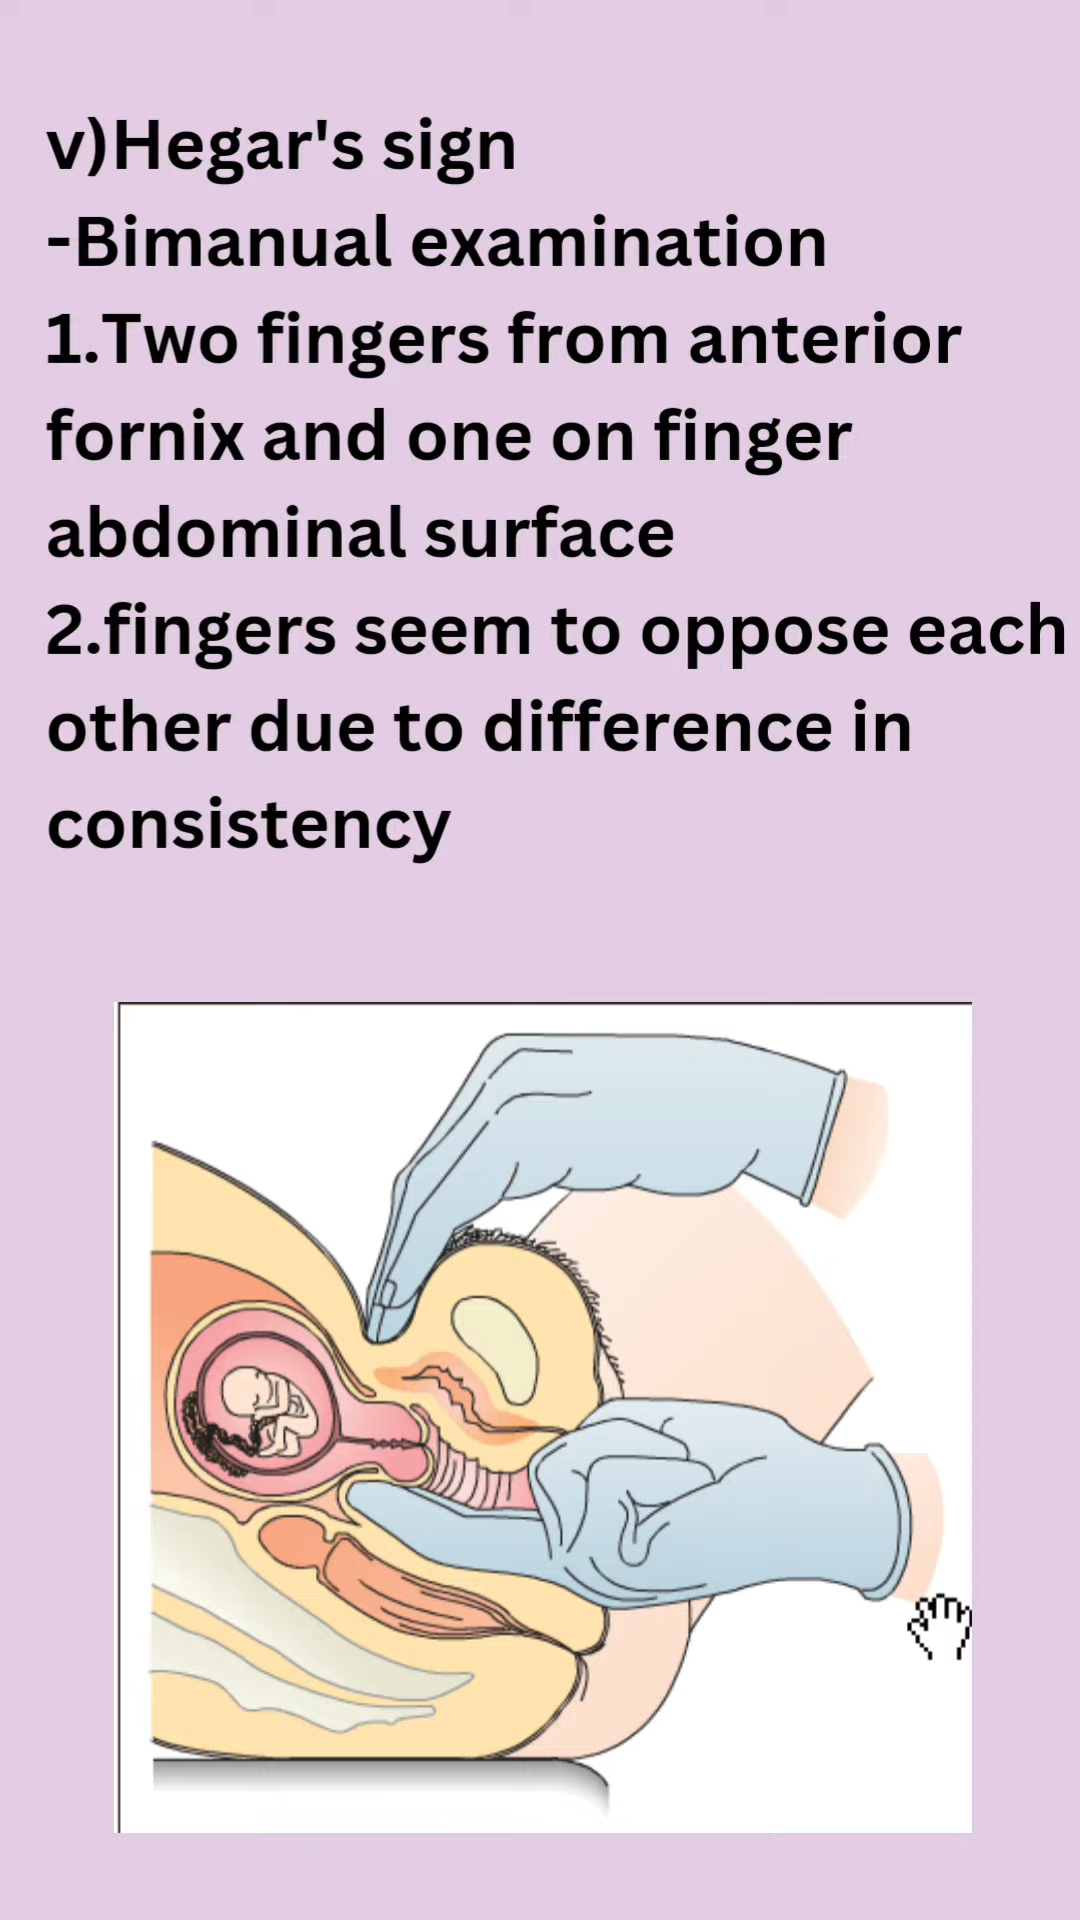 v)Hegar's sign
-Bimanual examination
1.Two fingers from anterior
fornix and one on finger
abdominal surface
2.fingers seem to oppose each
other due to difference in
consistency